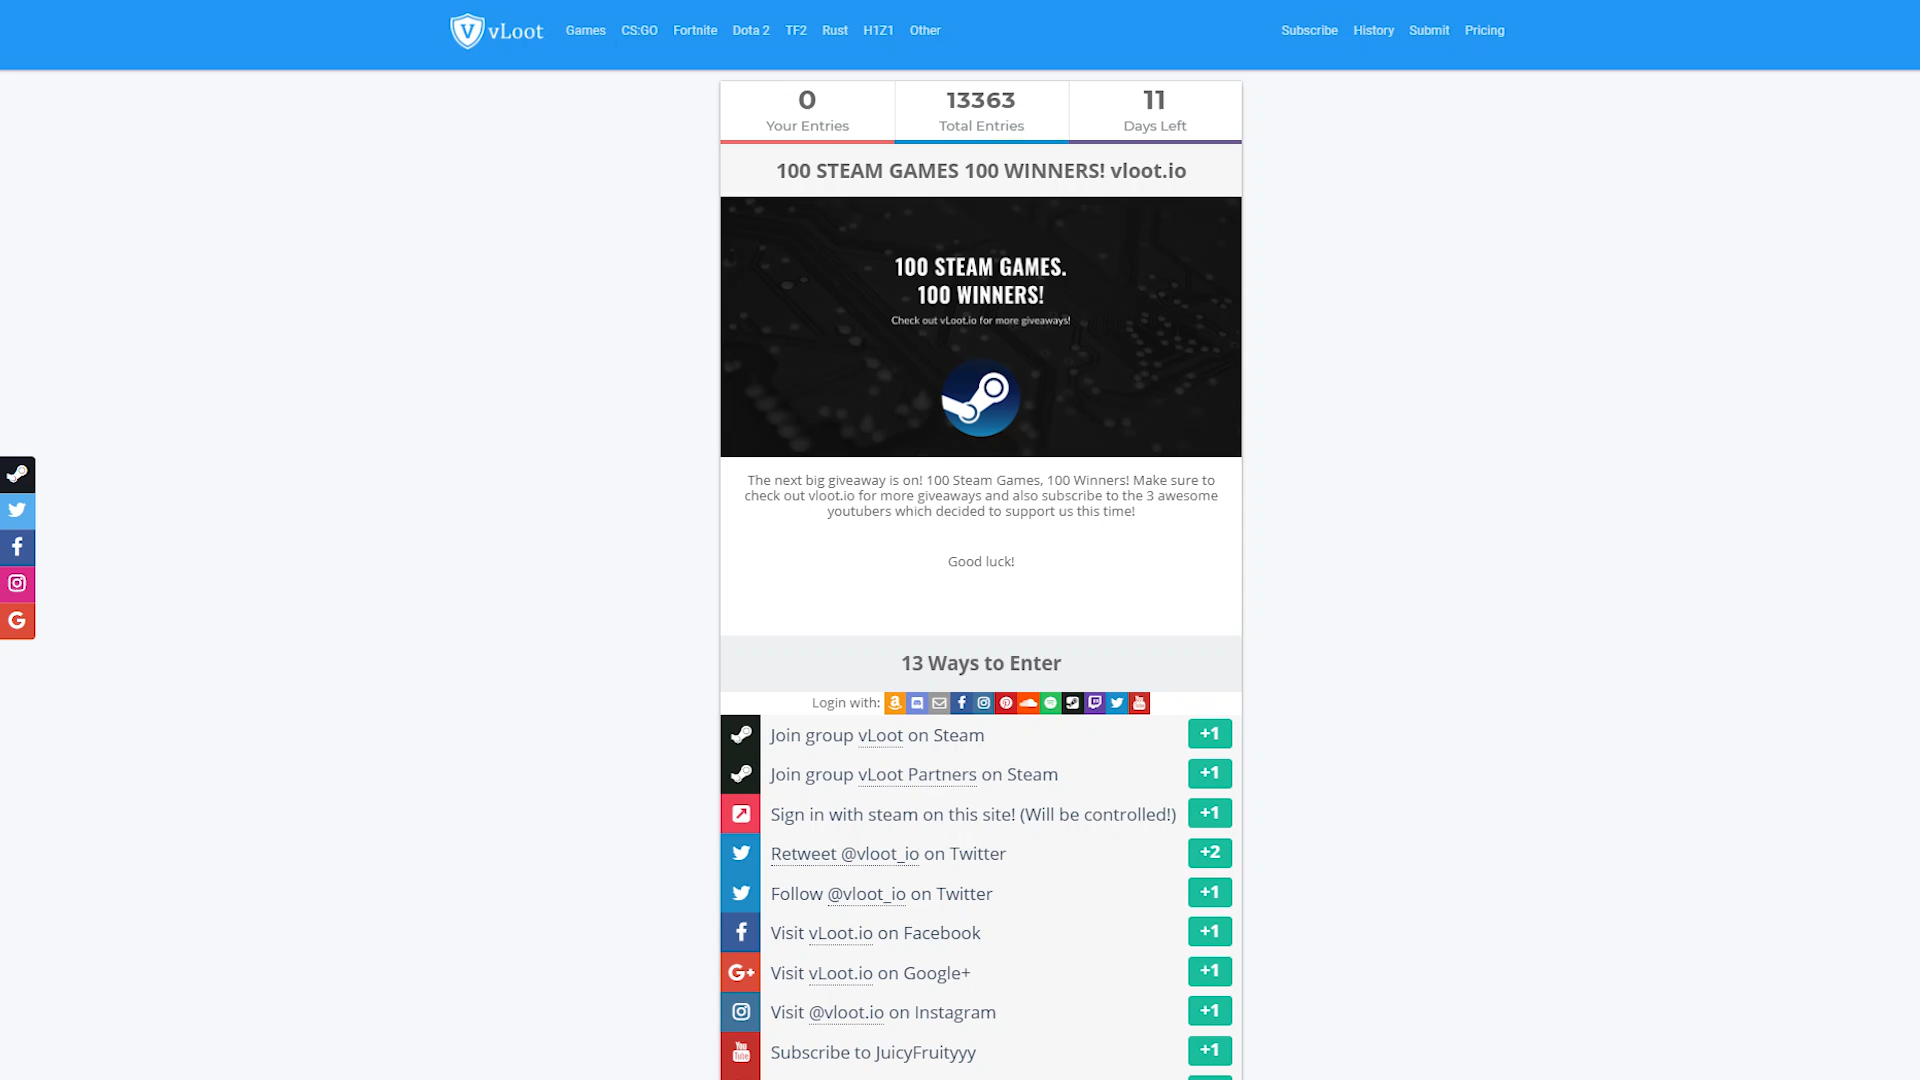 V vLoot Games CS:GO Fortnite Dota 2 TF2 Rust H1Z1 Other Subscribe History Submit Pricing
0 13363 11
Your Entries Total Entries Days Left
100 STEAM GAMES 100 WINNERS! vloot.io
100 STEAM GAMES.
100 WINNERS!
Check out vLoot.io for more giveaways!
The next big giveaway is on! 100 Steam Games, 100 Winners! Make sure to
check out vloot.io for more giveaways and also subscribe to the 3 awesome
youtubers which decided to support us this time!
Good luck!
13 Ways to Enter
Login with:
Join group vLoot on Steam +1
Join group vLoot Partners on Steam +1
Sign in with steam on this site! (Will be controlled!) +1
Retweet @vloot_io on Twitter +2
Follow @vloot_io on Twitter +1
Visit vLoot.io on Facebook +1
G+ Visit vLoot.io on Google+ +1
Visit @vloot.io on Instagram +1
You Tube Subscribe to JuicyFruityyy +1